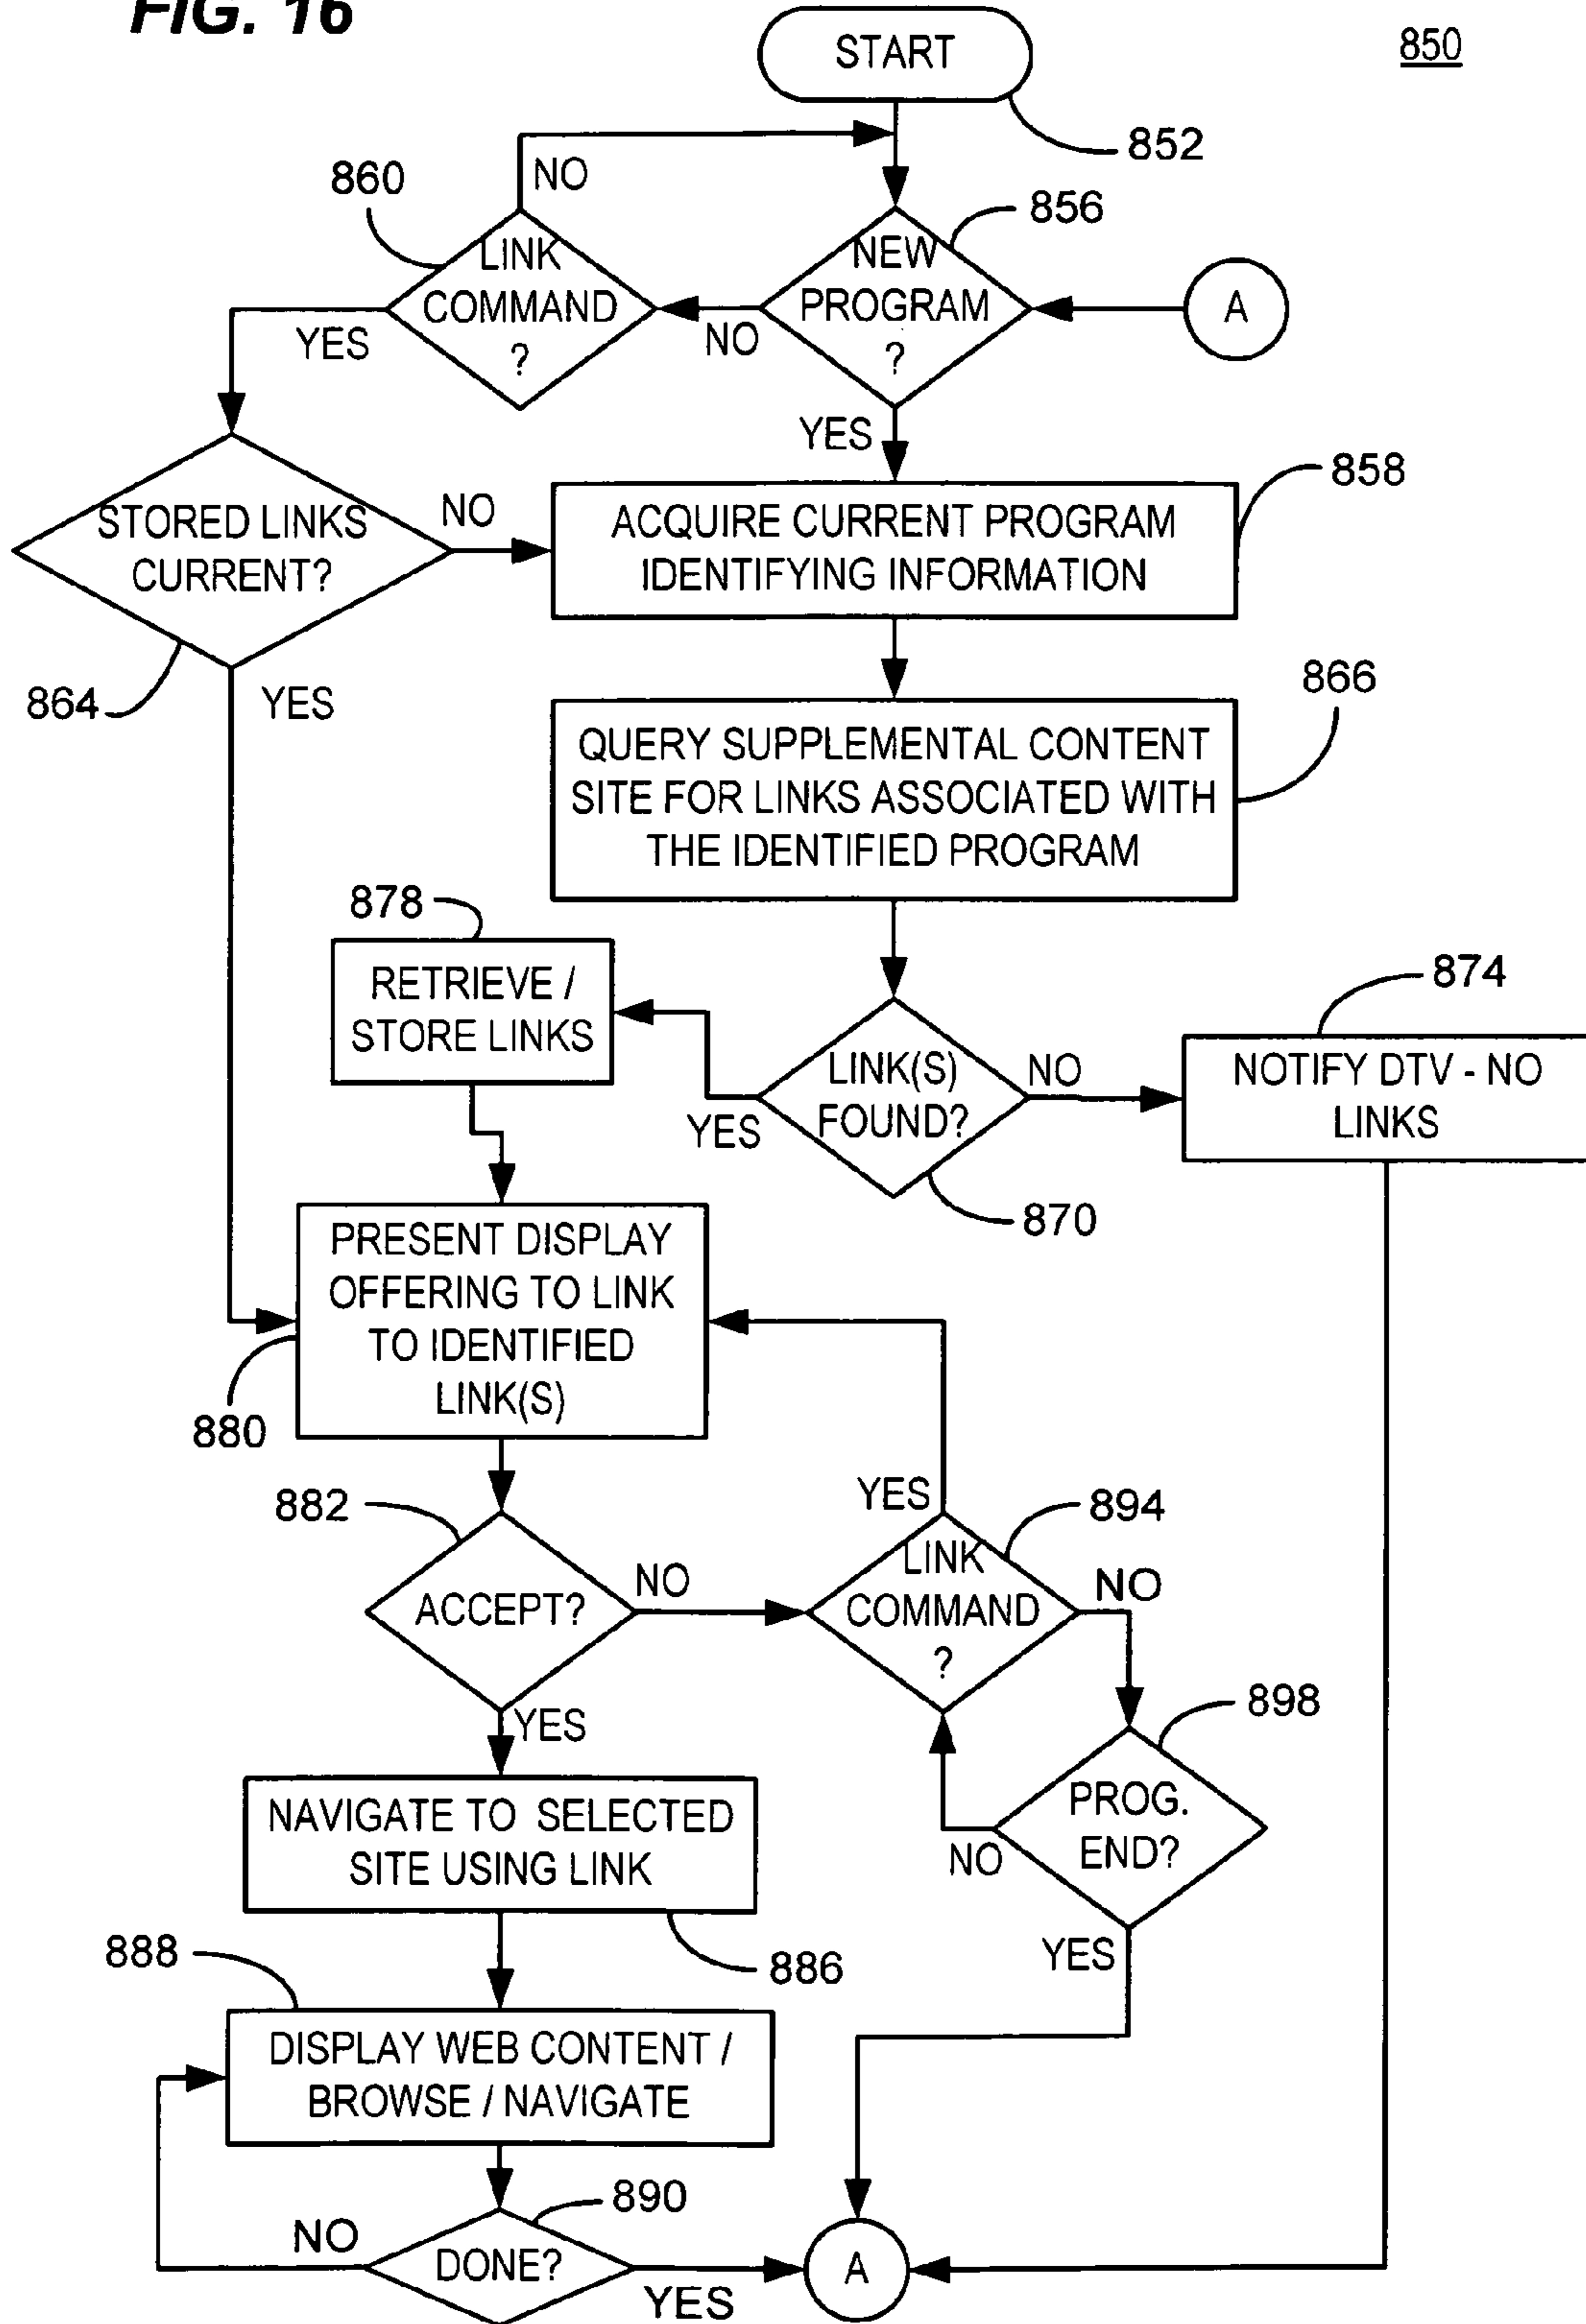 FIG. 16
850
START
852
NO
860
856
LINK
COMMAND
?
NEW
PROGRAM
?
A
YES
NO
YES
858
STORED LINKS
CURRENT?
NO
ACQUIRE CURRENT PROGRAM
IDENTIFYING INFORMATION
864
YES
866
QUERY SUPPLEMENTAL CONTENT
SITE FOR LINKS ASSOCIATED WITH
THE IDENTIFIED PROGRAM
878
874
RETRIEVE /
STORE LINKS
LINK(S)
FOUND?
NO
YES
NOTIFY DTV - NO
LINKS
870
PRESENT DISPLAY
OFFERING TO LINK
TO IDENTIFIED
LINK(S)
880
YES
882
894
ACCEPT?
NO
LINK
COMMAND
?
NO
YES
898
NAVIGATE TO SELECTED
SITE USING LINK
PROG.
END?
NO
YES
886
888
DISPLAY WEB CONTENT /
BROWSE / NAVIGATE
890
NO
DONE?
YES
A